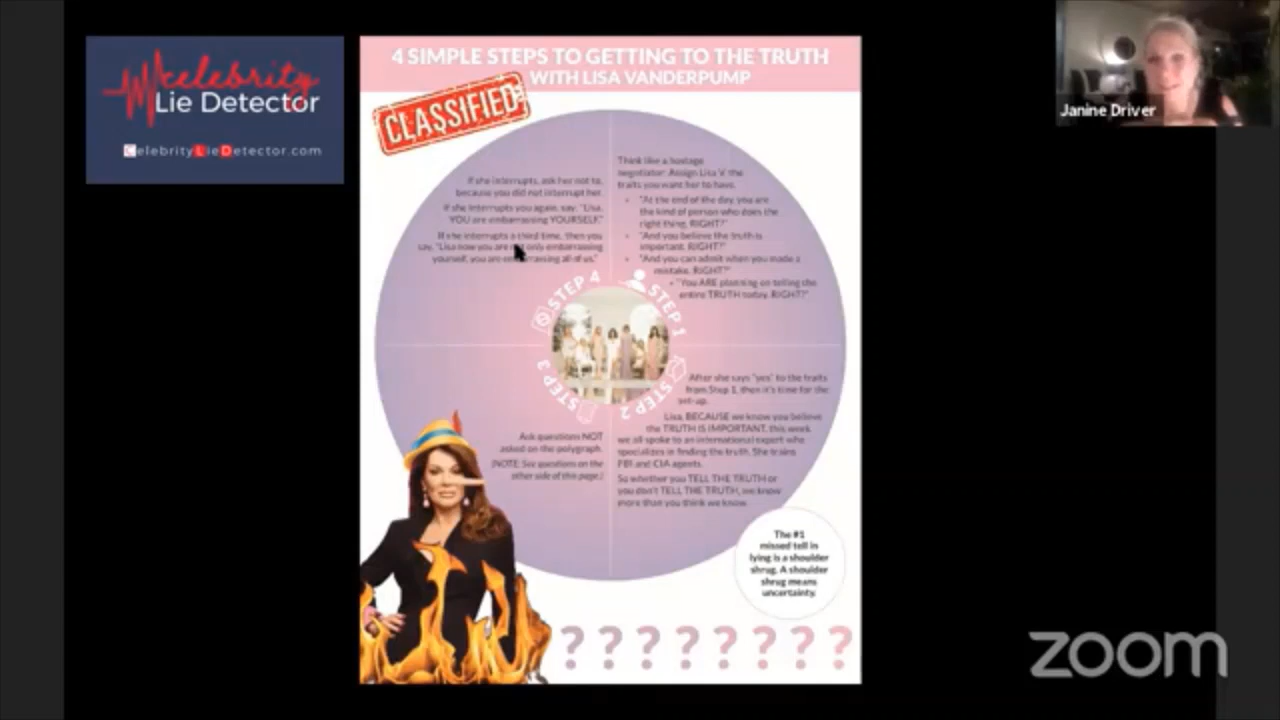 celebrity
Lie Detector
CelebrityLieDetector.com
4 SIMPLE STEPS TO GETTING TO THE TRUTH
WITH LISA VANDERPUMP
CLASSIFIED
Janine Driver
Think like a hostage
negotiator: Assign Lisa V. the
traits you want her to have.
"At the end of the day, you are
the kind of person who does the
right thing, RIGHT?"
"And you believe the truth is
important, RIGHT?"
"And you can admit when you made a
mistake, RIGHT?"
"You ARE planning on telling the
entire TRUTH today, RIGHT?"
STEP 1
After she says "yes" to the traits
from Step 1, then it's time for the
set-up.
Lisa, BECAUSE we know you believe
the TRUTH IS IMPORTANT, this week
we all spoke to an international expert who
specializes in finding the truth. She trains
FBI and CIA agents.
So whether you TELL THE TRUTH or
you don't TELL THE TRUTH, we know
more than you think we know.
STEP 2
Ask questions NOT
asked on the polygraph.
(NOTE: See questions on the
other side of this page.)
STEP 3
If she interrupts, ask her not to,
because you did not interrupt her.
If she interrupts you again, say: "Lisa,
YOU are embarrassing YOURSELF."
If she interrupts a third time, then you
say, "Lisa now you are not only embarrassing
yourself, you are embarrassing all of us."
STEP 4
The #1
missed tell in
lying is a shoulder
shrug. A shoulder
shrug means
uncertainty.
? ? ? ? ? ? ? ?
zoom